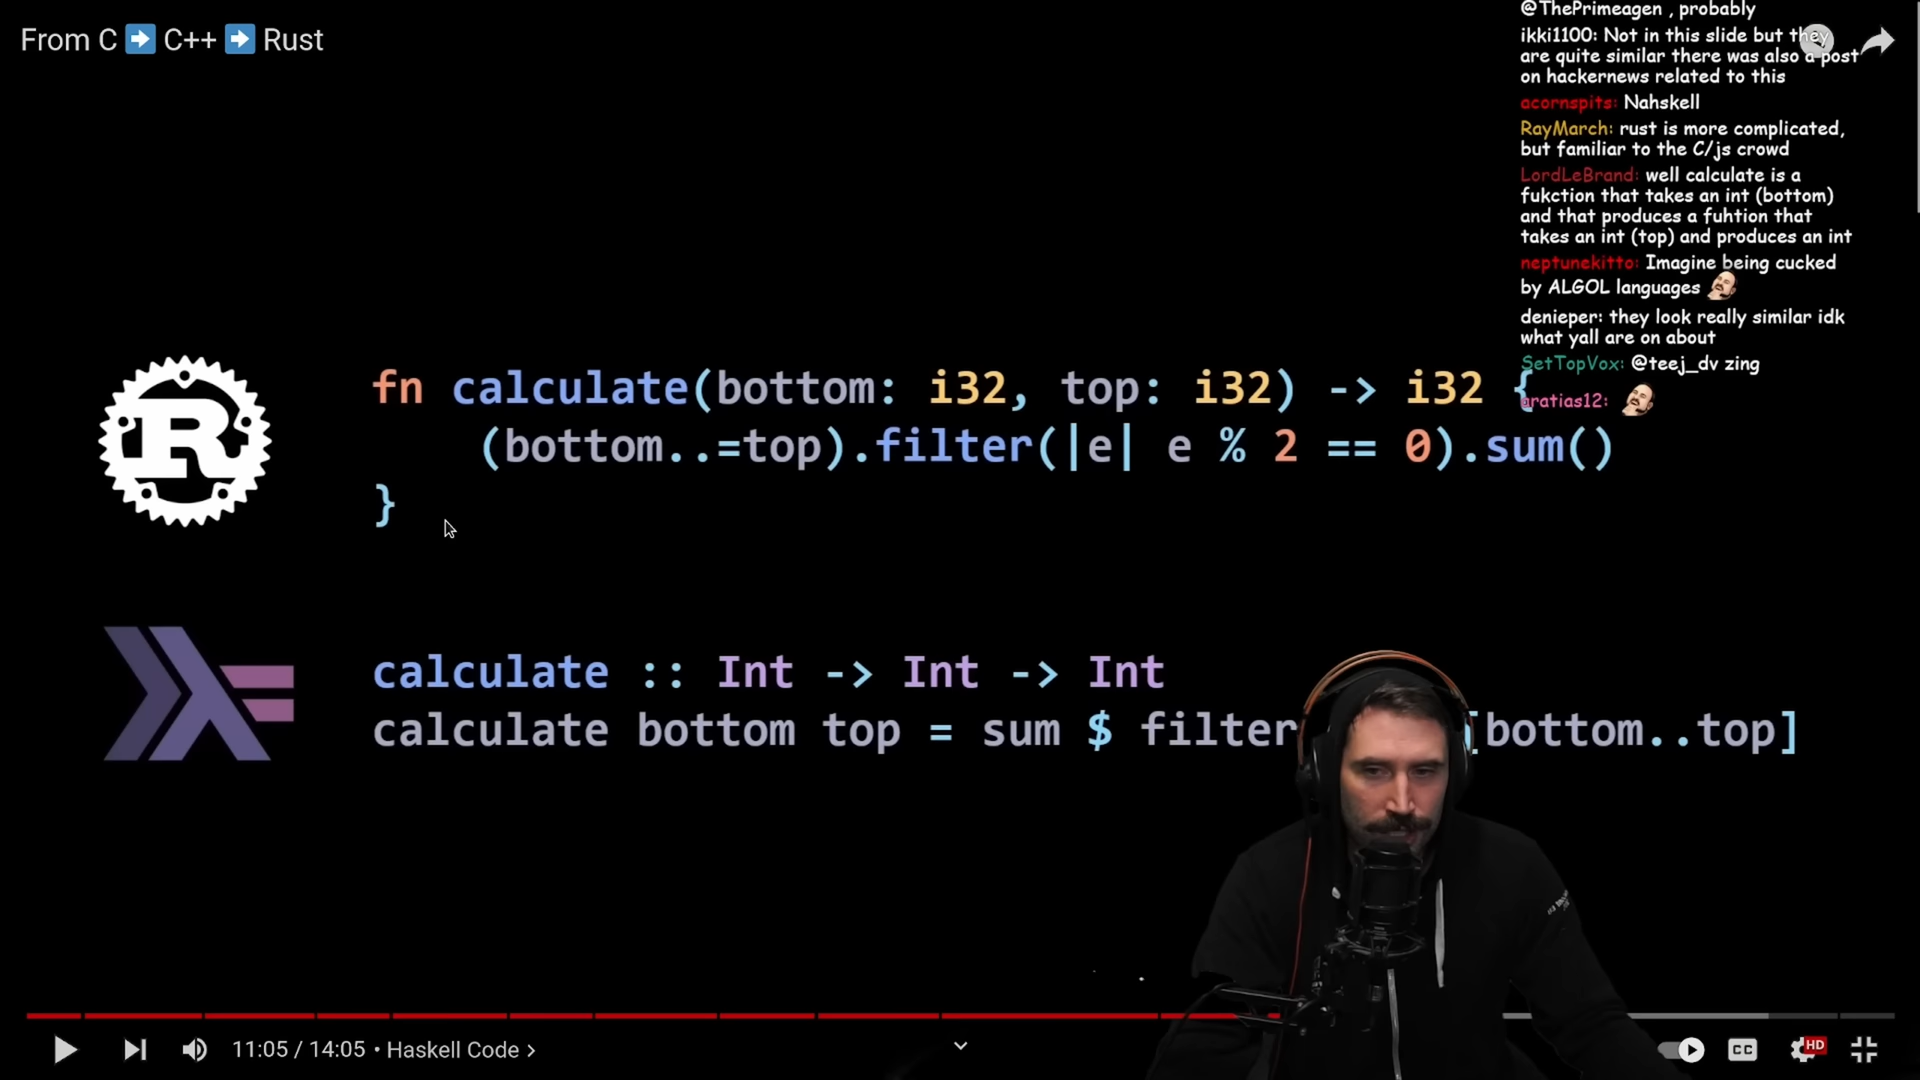 From C ➡ C++ ➡ Rust
@ThePrimeagen , probably
ikki1100: Not in this slide but they
are quite similar there was also a post
on hackernews related to this
acornspits: Nahskell
RayMarch: rust is more complicated,
but familiar to the C/js crowd
LordLeBrand: well calculate is a
fukction that takes an int (bottom)
and that produces a fuhtion that
takes an int (top) and produces an int
neptunekitto: Imagine being cucked
by ALGOL languages
denieper: they look really similar idk
what yall are on about
SetTopVox: @teej_dv zing
aratias12:
R
fn calculate(bottom: i32, top: i32) -> i32 {
(bottom..=top).filter(|e| e % 2 == 0).sum()
}
calculate :: Int -> Int -> Int
calculate bottom top = sum $ filter [bottom..top]
11:05 / 14:05 • Haskell Code >
CC
HD